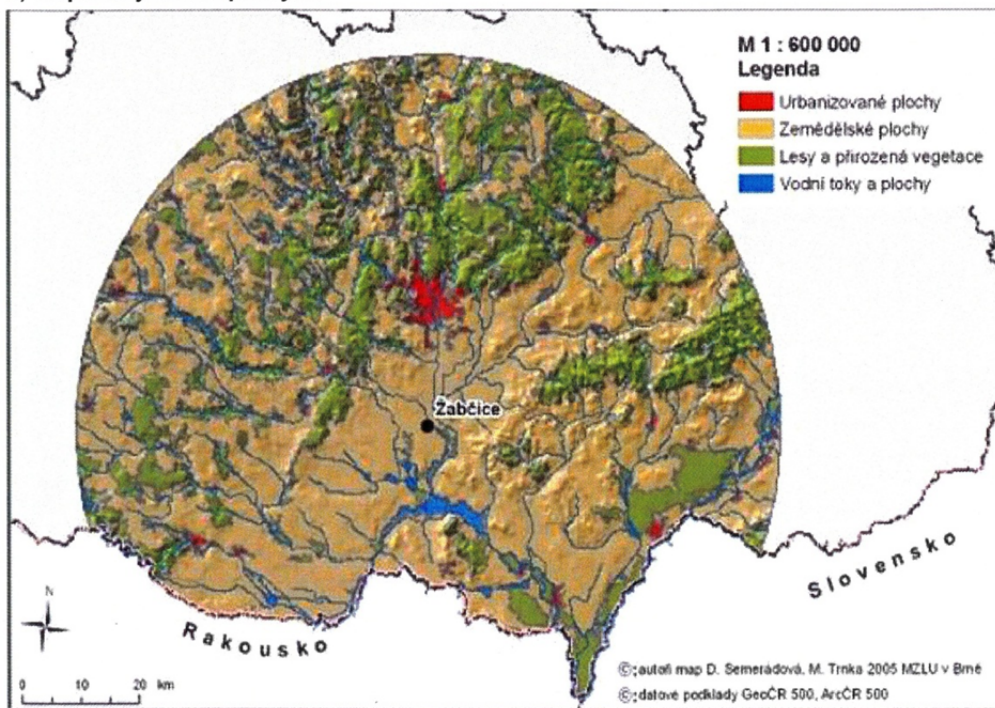 M 1 : 600 000
Legenda
Urbanizované plochy
Zemědělské plochy
Lesy a přirozená vegetace
Vodní toky a plochy
Žabčice
Slovensko
Rakousko
N
0 10 20 km
©;autoři map D. Semerádová, M. Trnka 2005 MZLU v Brně
©;datové podklady GeoČR 500, ArcČR 500